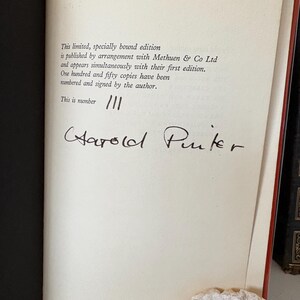 This limited, specially bound edition
is published by arrangement with Methuen & Co Ltd
and appears simultaneously with their first edition.
One hundred and fifty copies have been
numbered and signed by the author.
This is number 111
Harold Pinter